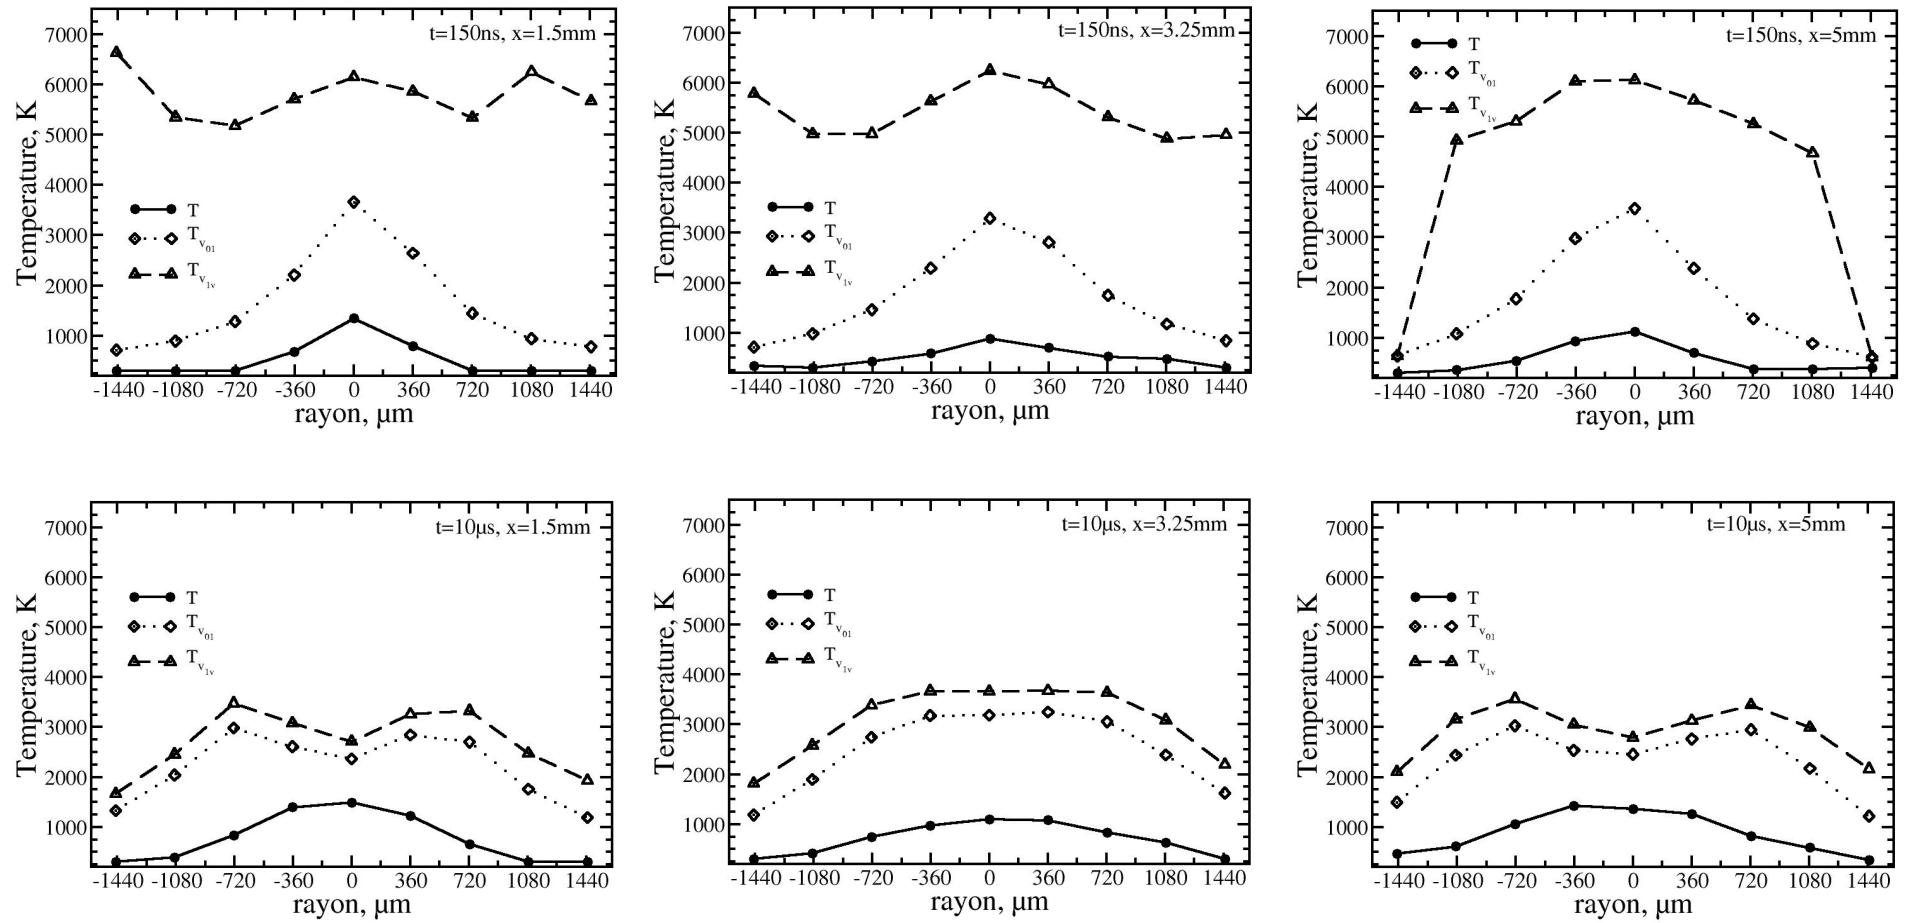 t=150ns, x=1.5mm
7000
6000
5000
4000
3000
2000
1000
Temperature, K
T
Tv01
Tv1v
-1440 -1080 -720 -360 0 360 720 1080 1440
rayon, µm
t=150ns, x=3.25mm
7000
6000
5000
4000
3000
2000
1000
Temperature, K
T
Tv01
Tv1v
-1440 -1080 -720 -360 0 360 720 1080 1440
rayon, µm
t=150ns, x=5mm
7000
6000
5000
4000
3000
2000
1000
Temperature, K
T
Tv01
Tv1v
-1440 -1080 -720 -360 0 360 720 1080 1440
rayon, µm
t=10µs, x=1.5mm
7000
6000
5000
4000
3000
2000
1000
Temperature, K
T
Tv01
Tv1v
-1440 -1080 -720 -360 0 360 720 1080 1440
rayon, µm
t=10µs, x=3.25mm
7000
6000
5000
4000
3000
2000
1000
Temperature, K
T
Tv01
Tv1v
-1440 -1080 -720 -360 0 360 720 1080 1440
rayon, µm
t=10µs, x=5mm
7000
6000
5000
4000
3000
2000
1000
Temperature, K
T
Tv01
Tv1v
-1440 -1080 -720 -360 0 360 720 1080 1440
rayon, µm